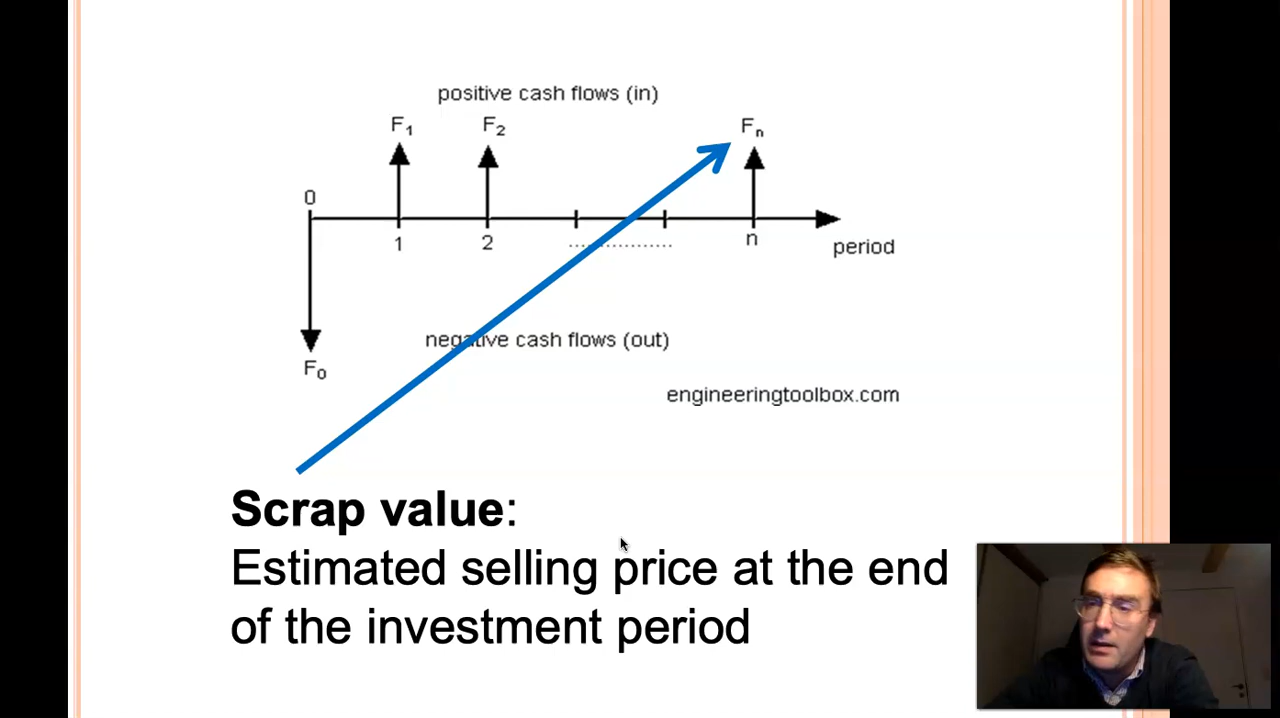 positive cash flows (in)
F1 F2 Fn
0
1 2 n
period
negative cash flows (out)
F0
engineeringtoolbox.com
Scrap value:
Estimated selling price at the end
of the investment period